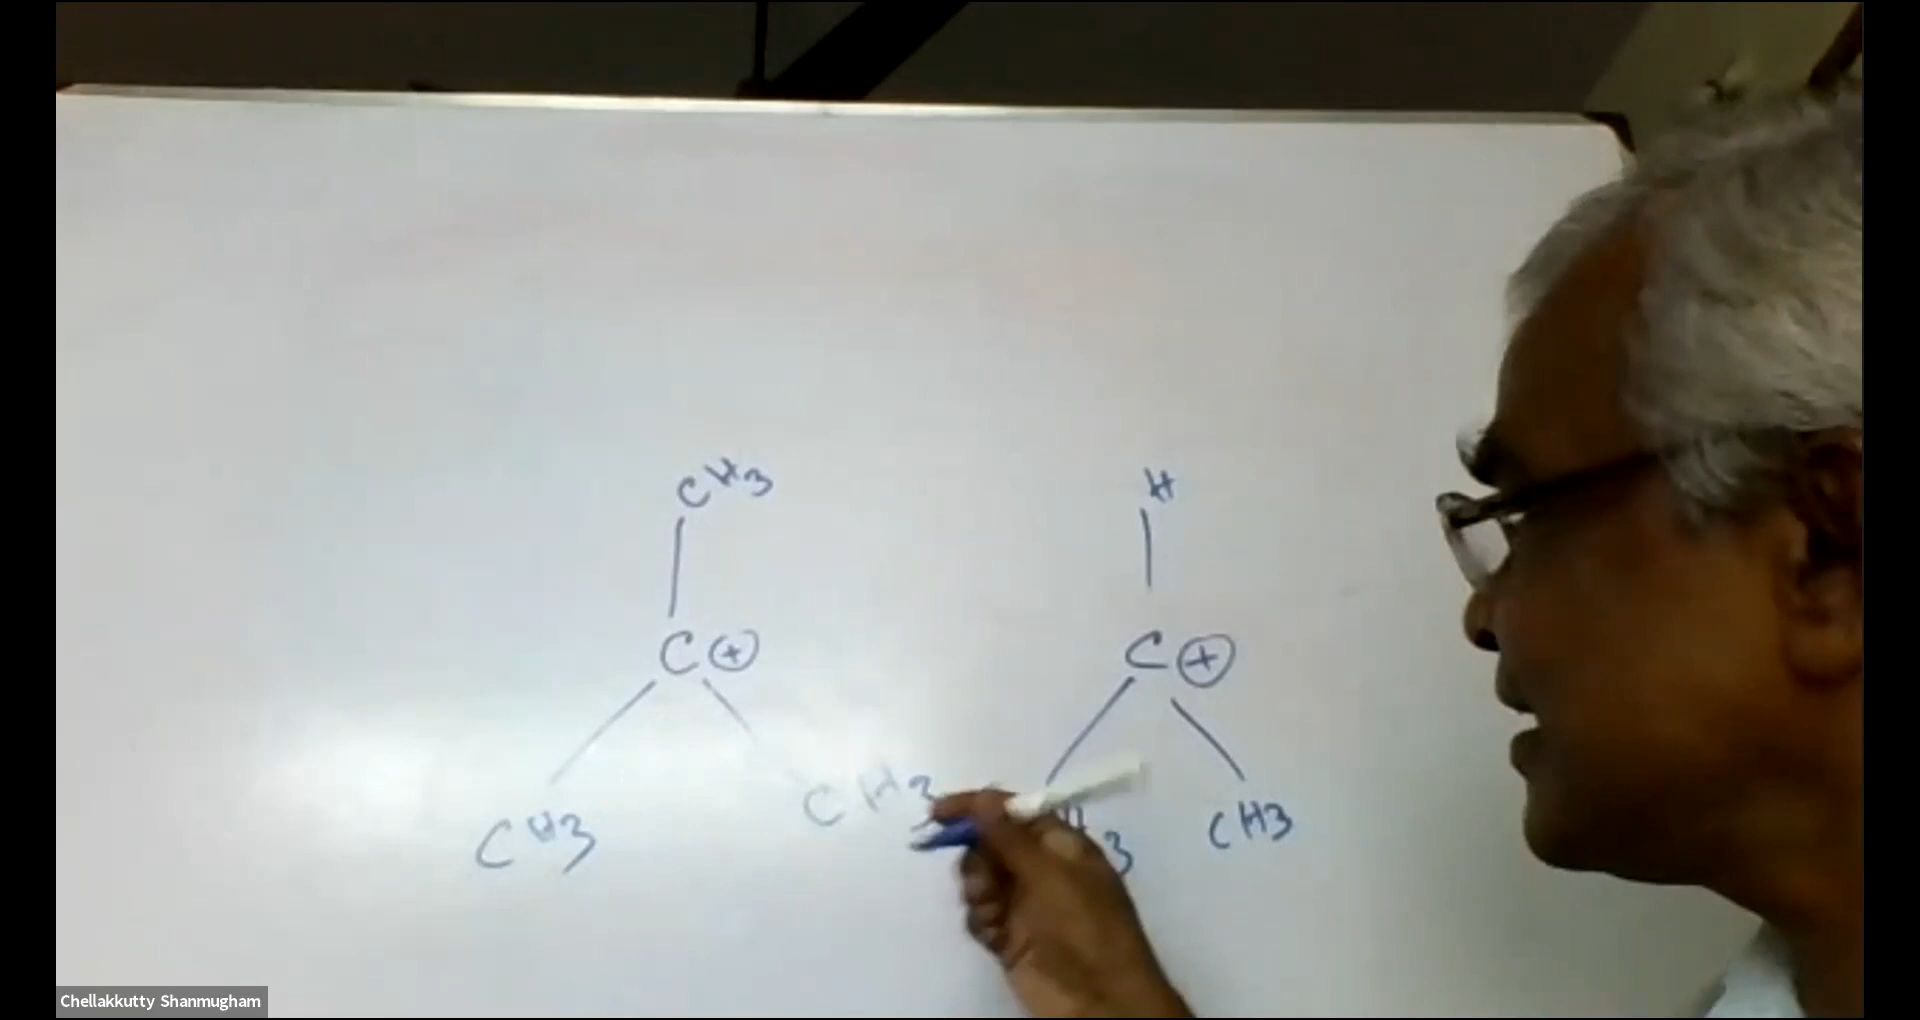 CH3
H
C +
C +
CH3
CH3
CH3
Chellakkutty Shanmugham